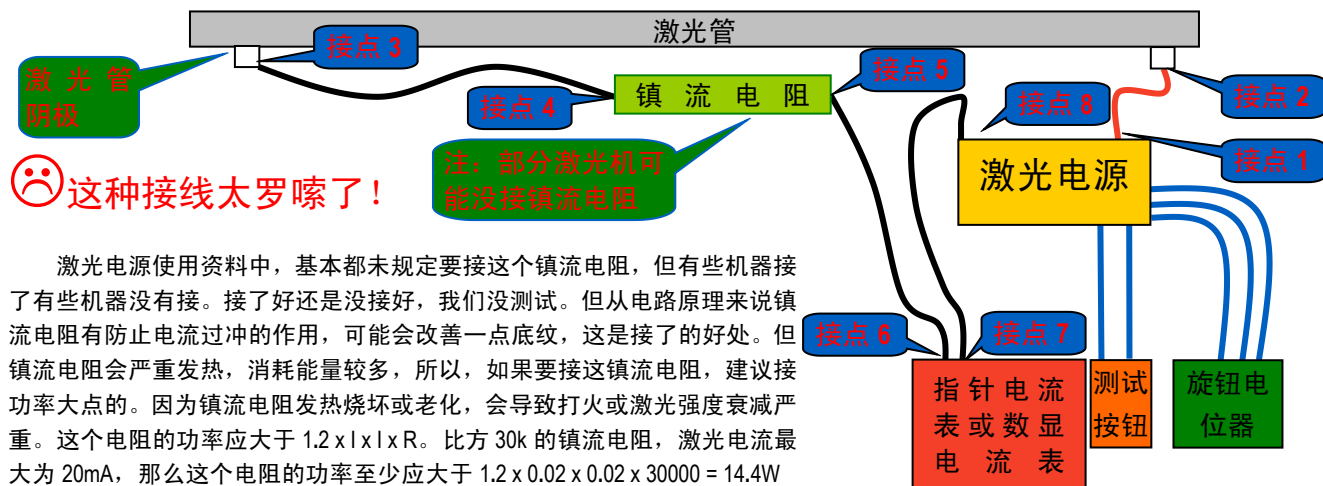 激光管
接点 3
激 光 管
阴极
镇 流 电 阻
接点 4
接点 5
接点 8
接点 2
接点 1
激光电源
注：部分激光机可
能没接镇流电阻
这种接线太罗嗦了！
激光电源使用资料中，基本都未规定要接这个镇流电阻，但有些机器接
了有些机器没有接。接了好还是没接好，我们没测试。但从电路原理来说镇
流电阻有防止电流过冲的作用，可能会改善一点底纹，这是接了的好处。但
镇流电阻会严重发热，消耗能量较多，所以，如果要接这镇流电阻，建议接
功率大点的。因为镇流电阻发热烧坏或老化，会导致打火或激光强度衰减严
重。这个电阻的功率应大于 1.2 x I x I x R。比方 30k 的镇流电阻，激光电流最
大为 20mA，那么这个电阻的功率至少应大于 1.2 x 0.02 x 0.02 x 30000 = 14.4W
接点 6
接点 7
指 针 电 流
表 或 数 显
电 流 表
测试
按钮
旋钮电
位器